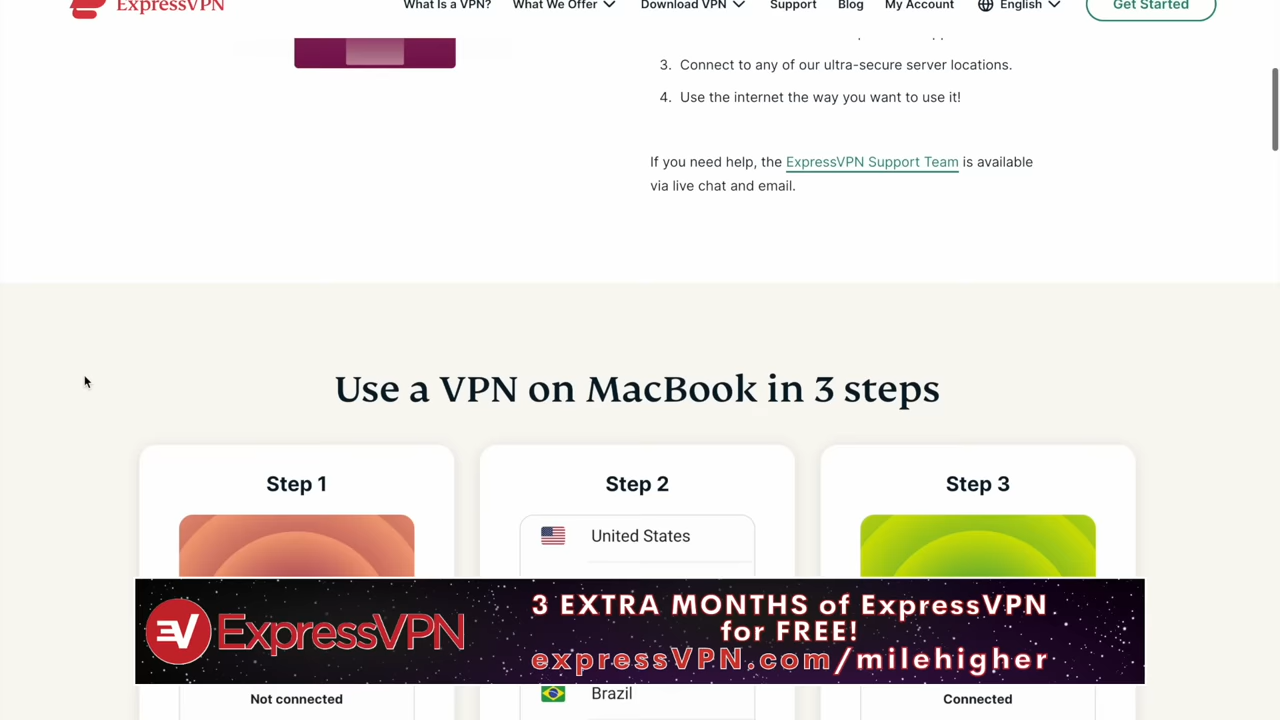 ExpressVPN
What Is a VPN?
What We Offer
Download VPN
Support
Blog
My Account
English
Get Started
3. Connect to any of our ultra-secure server locations.
4. Use the internet the way you want to use it!
If you need help, the ExpressVPN Support Team is available
via live chat and email.
Use a VPN on MacBook in 3 steps
Step 1
Step 2
Step 3
United States
EV ExpressVPN
3 EXTRA MONTHS of ExpressVPN
for FREE!
expressVPN.com/milehigher
Not connected
Brazil
Connected